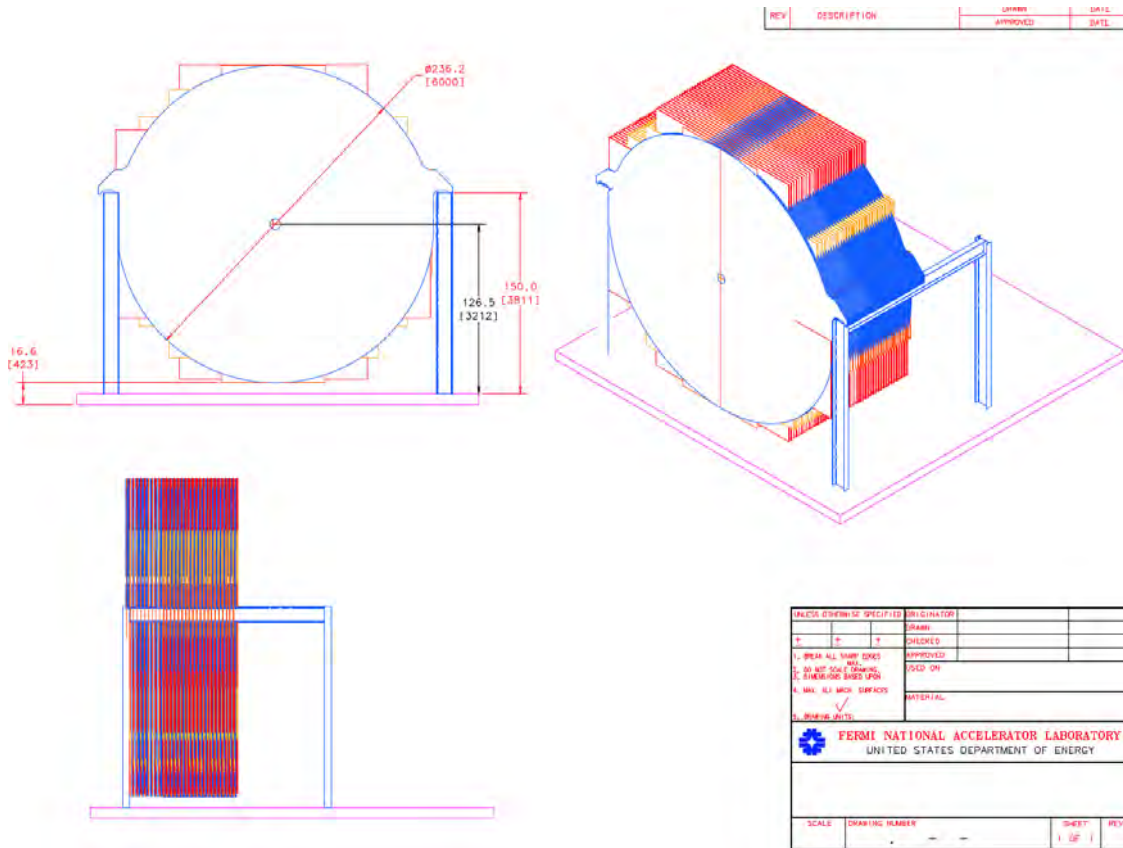 REV
DESCRIPTION
DRAWN
DATE
APPROVED
DATE
ø236.2
[6000]
126.5
[3212]
150.0
[3811]
16.6
[423]
UNLESS OTHERWISE SPECIFIED
ORIGINATOR
DRAWN
±
±
±
CHECKED
1. BREAK ALL SHARP EDGES
APPROVED
MAX.
2. DO NOT SCALE DRAWING.
USED ON
3. DIMENSIONS BASED UPON
4. MAX. ALL MACH. SURFACES
MATERIAL
5. DRAWING UNITS:
FERMI NATIONAL ACCELERATOR LABORATORY
UNITED STATES DEPARTMENT OF ENERGY
SCALE
DRAWING NUMBER
SHEET
REV
1 OF 1